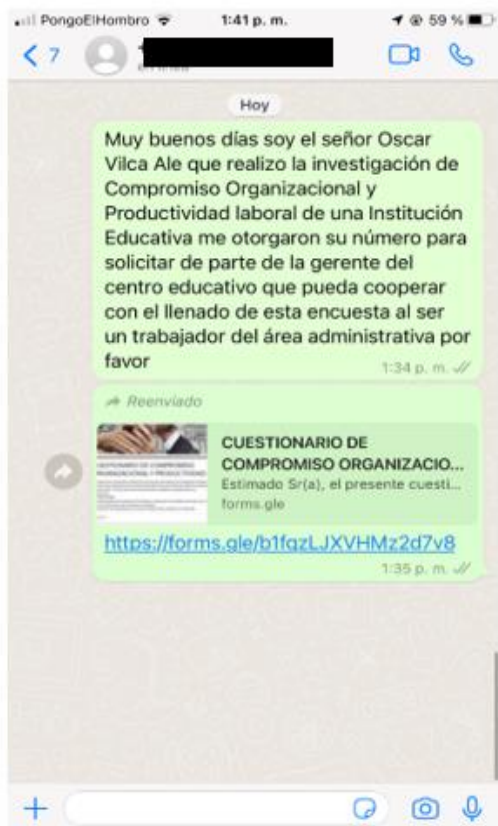 PongoElHombro 1:41 p. m. 59 %
7
Hoy
Muy buenos días soy el señor Oscar
Vilca Ale que realizo la investigación de
Compromiso Organizacional y
Productividad laboral de una Institución
Educativa me otorgaron su número para
solicitar de parte de la gerente del
centro educativo que pueda cooperar
con el llenado de esta encuesta al ser
un trabajador del área administrativa por
favor
1:34 p. m.
Reenviado
CUESTIONARIO DE
COMPROMISO ORGANIZACIO...
Estimado Sr(a), el presente cuesti...
forms.gle
https://forms.gle/b1fqzLJXVHMz2d7v8
1:35 p. m.